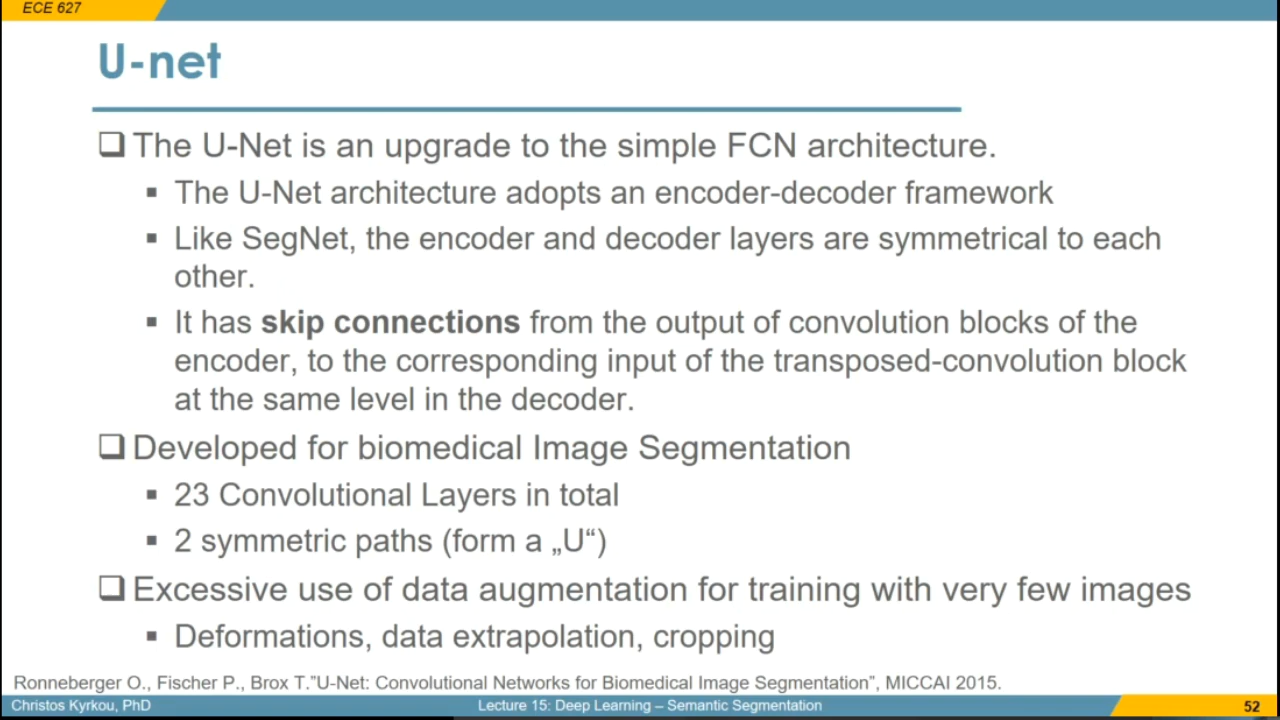 ECE 627
U-net
❑ The U-Net is an upgrade to the simple FCN architecture.
▪ The U-Net architecture adopts an encoder-decoder framework
▪ Like SegNet, the encoder and decoder layers are symmetrical to each
other.
▪ It has skip connections from the output of convolution blocks of the
encoder, to the corresponding input of the transposed-convolution block
at the same level in the decoder.
❑ Developed for biomedical Image Segmentation
▪ 23 Convolutional Layers in total
▪ 2 symmetric paths (form a „U“)
❑ Excessive use of data augmentation for training with very few images
▪ Deformations, data extrapolation, cropping
Ronneberger O., Fischer P., Brox T.”U-Net: Convolutional Networks for Biomedical Image Segmentation”, MICCAI 2015.
Christos Kyrkou, PhD
Lecture 15: Deep Learning – Semantic Segmentation
52